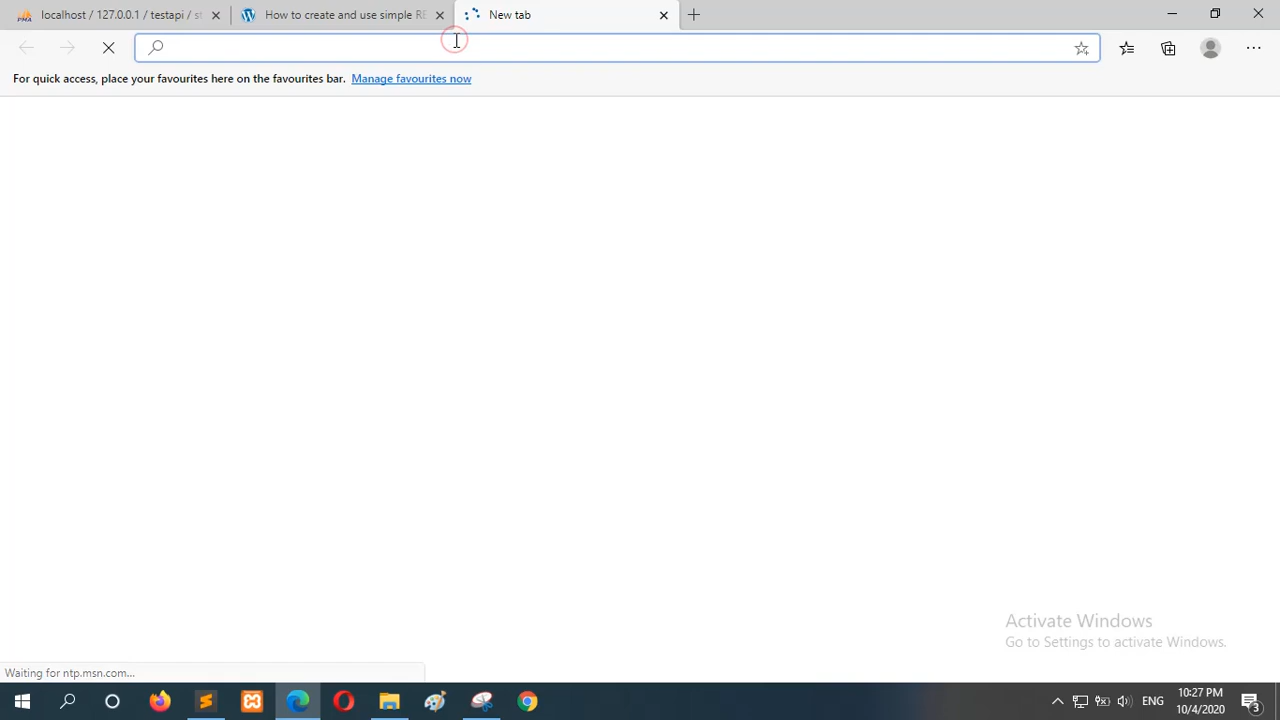 localhost / 127.0.0.1 / testapi / st
How to create and use simple RE
New tab
For quick access, place your favourites here on the favourites bar. Manage favourites now
Activate Windows
Go to Settings to activate Windows.
Waiting for ntp.msn.com...
ENG
10:27 PM
10/4/2020
3